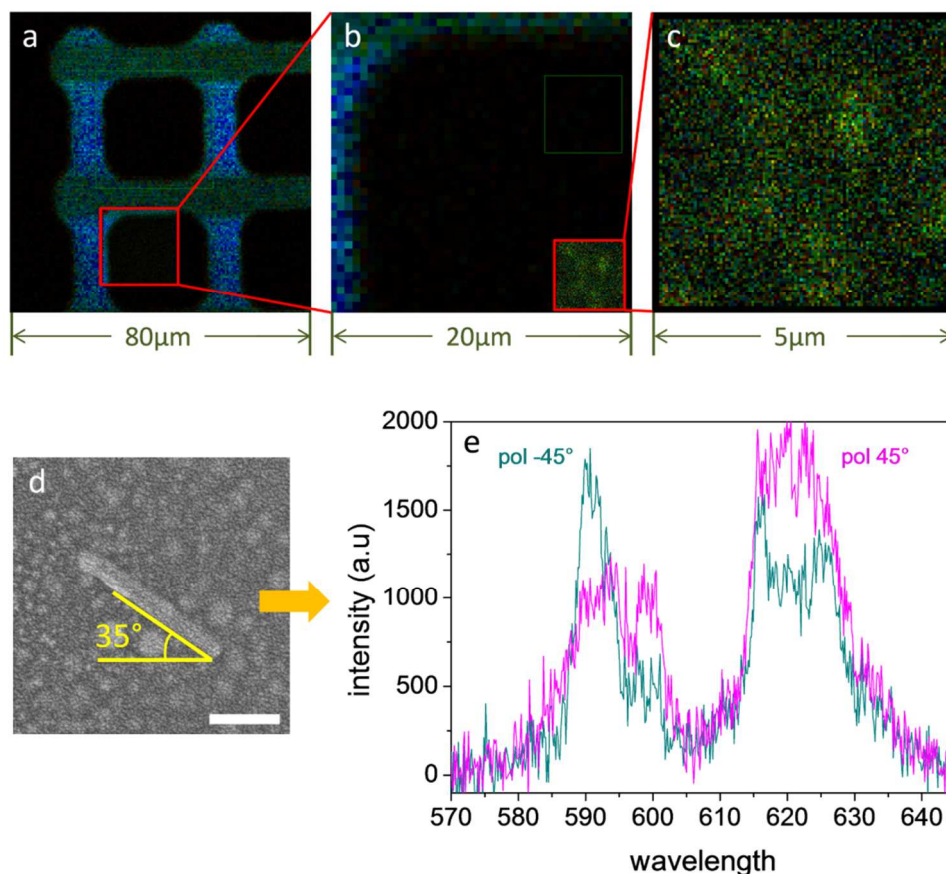 a
b
c
80μm
20μm
5μm
d
35°
e
pol -45°
pol 45°
2000
1500
1000
500
0
intensity (a.u)
570 580 590 600 610 620 630 640
wavelength